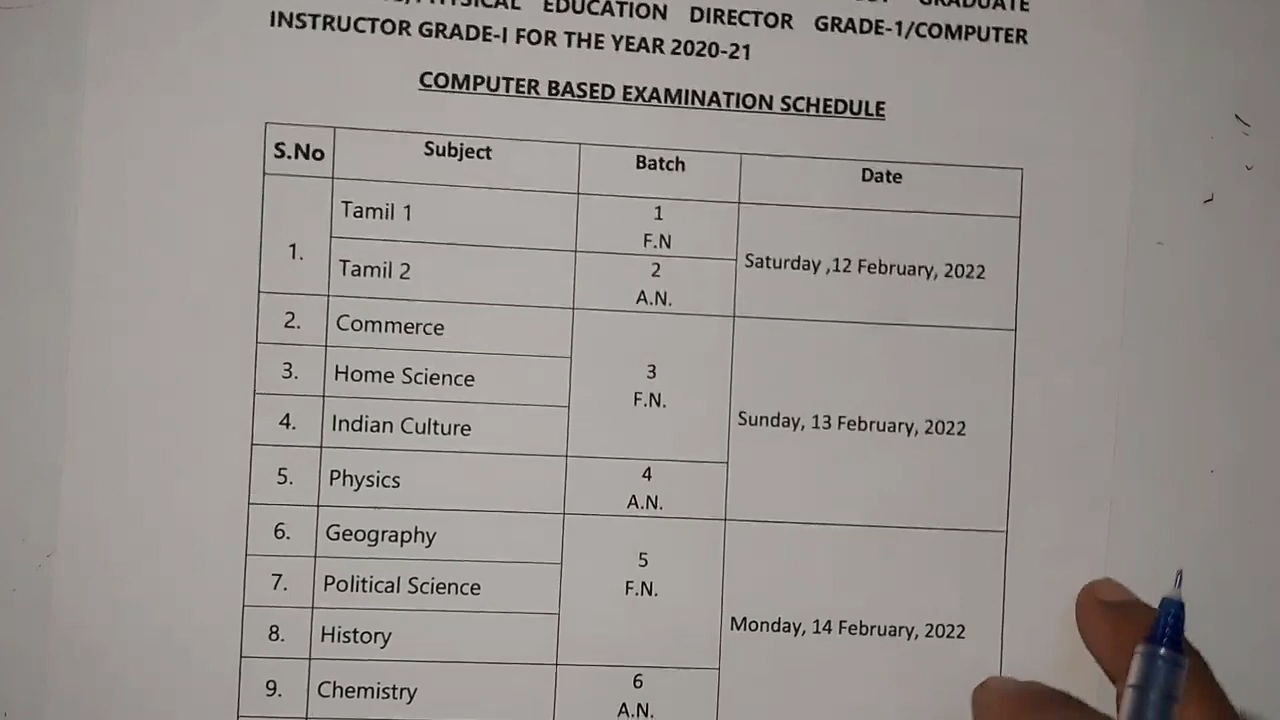 GRADUATE
EDUCATION DIRECTOR GRADE-1/COMPUTER
INSTRUCTOR GRADE-I FOR THE YEAR 2020-21
COMPUTER BASED EXAMINATION SCHEDULE
S.No Subject Batch Date
1. Tamil 1 1 F.N Saturday ,12 February, 2022
Tamil 2 2 A.N.
2. Commerce 3 F.N. Sunday, 13 February, 2022
3. Home Science
4. Indian Culture
5. Physics 4 A.N.
6. Geography 5 F.N. Monday, 14 February, 2022
7. Political Science
8. History
9. Chemistry 6 A.N.